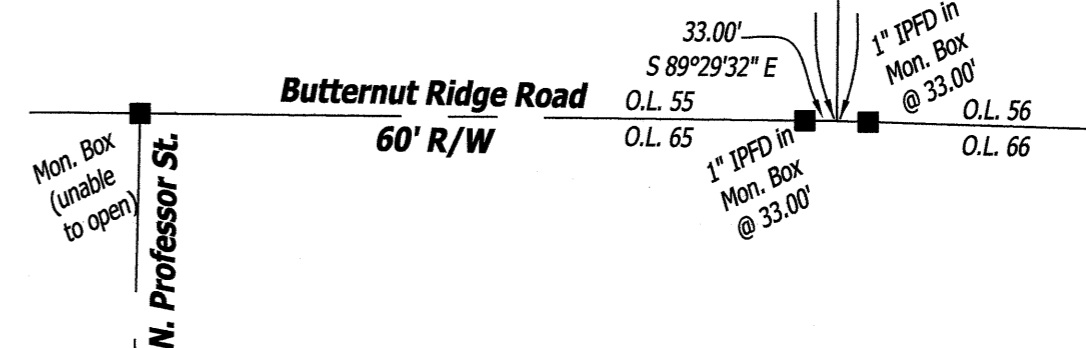 33.00'
S 89°29'32" E
1" IPFD in
Mon. Box
@ 33.00'
Butternut Ridge Road
60' R/W
O.L. 55
O.L. 65
O.L. 56
O.L. 66
1" IPFD in
Mon. Box
@ 33.00'
Mon. Box
(unable
to open)
N. Professor St.